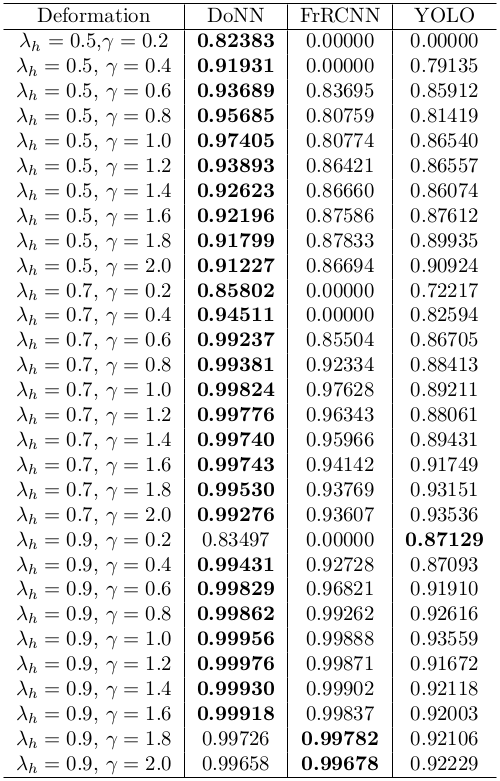 Deformation DoNN FrRCNN YOLO
λh = 0.5,γ = 0.2 0.82383 0.00000 0.00000
λh = 0.5, γ = 0.4 0.91931 0.00000 0.79135
λh = 0.5, γ = 0.6 0.93689 0.83695 0.85912
λh = 0.5, γ = 0.8 0.95685 0.80759 0.81419
λh = 0.5, γ = 1.0 0.97405 0.80774 0.86540
λh = 0.5, γ = 1.2 0.93893 0.86421 0.86557
λh = 0.5, γ = 1.4 0.92623 0.86660 0.86074
λh = 0.5, γ = 1.6 0.92196 0.87586 0.87612
λh = 0.5, γ = 1.8 0.91799 0.87833 0.89935
λh = 0.5, γ = 2.0 0.91227 0.86694 0.90924
λh = 0.7, γ = 0.2 0.85802 0.00000 0.72217
λh = 0.7, γ = 0.4 0.94511 0.00000 0.82594
λh = 0.7, γ = 0.6 0.99237 0.85504 0.86705
λh = 0.7, γ = 0.8 0.99381 0.92334 0.88413
λh = 0.7, γ = 1.0 0.99824 0.97628 0.89211
λh = 0.7, γ = 1.2 0.99776 0.96343 0.88061
λh = 0.7, γ = 1.4 0.99740 0.95966 0.89431
λh = 0.7, γ = 1.6 0.99743 0.94142 0.91749
λh = 0.7, γ = 1.8 0.99530 0.93769 0.93151
λh = 0.7, γ = 2.0 0.99276 0.93607 0.93536
λh = 0.9, γ = 0.2 0.83497 0.00000 0.87129
λh = 0.9, γ = 0.4 0.99431 0.92728 0.87093
λh = 0.9, γ = 0.6 0.99829 0.96821 0.91910
λh = 0.9, γ = 0.8 0.99862 0.99262 0.92616
λh = 0.9, γ = 1.0 0.99956 0.99888 0.93559
λh = 0.9, γ = 1.2 0.99976 0.99871 0.91672
λh = 0.9, γ = 1.4 0.99930 0.99902 0.92118
λh = 0.9, γ = 1.6 0.99918 0.99837 0.92003
λh = 0.9, γ = 1.8 0.99726 0.99782 0.92106
λh = 0.9, γ = 2.0 0.99658 0.99678 0.92229